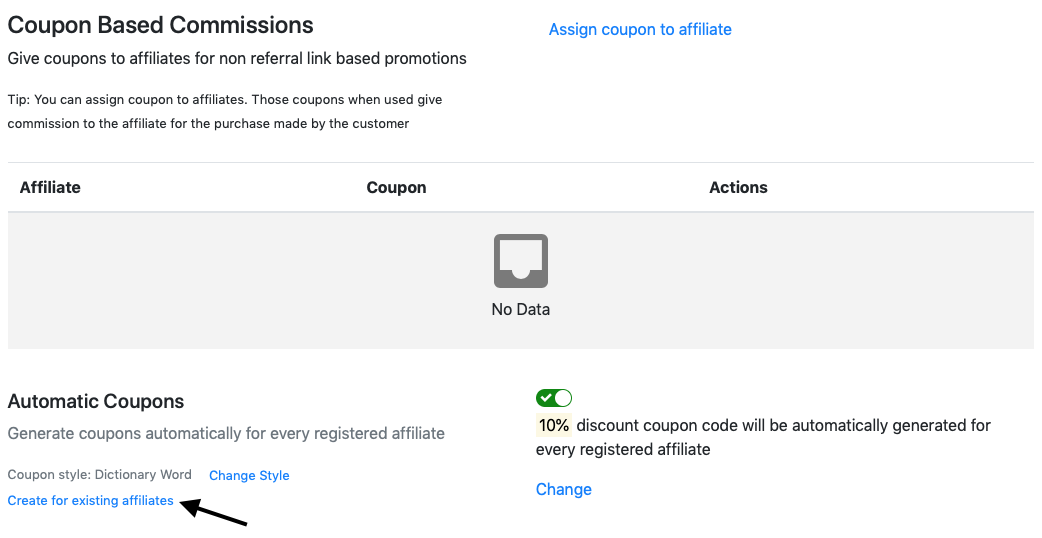 Coupon Based Commissions
Assign coupon to affiliate
Give coupons to affiliates for non referral link based promotions
Tip: You can assign coupon to affiliates. Those coupons when used give
commission to the affiliate for the purchase made by the customer
Affiliate Coupon Actions
No Data
Automatic Coupons
Generate coupons automatically for every registered affiliate
Coupon style: Dictionary Word Change Style
Create for existing affiliates
10% discount coupon code will be automatically generated for
every registered affiliate
Change